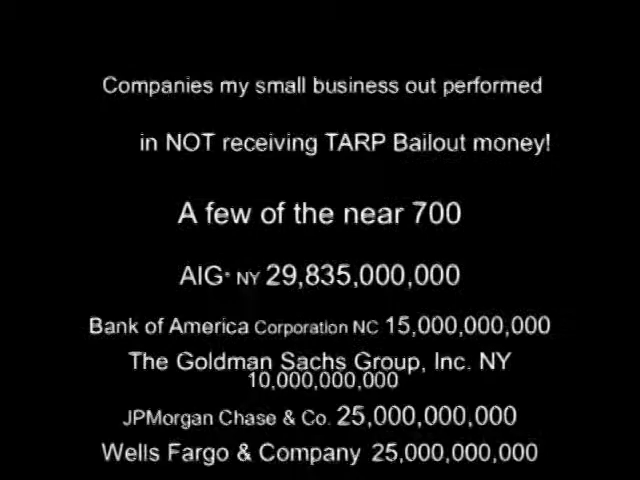 Companies my small business out performed
in NOT receiving TARP Bailout money!
A few of the near 700
AIG* NY 29,835,000,000
Bank of America Corporation NC 15,000,000,000
The Goldman Sachs Group, Inc. NY
10,000,000,000
JPMorgan Chase & Co. 25,000,000,000
Wells Fargo & Company 25,000,000,000